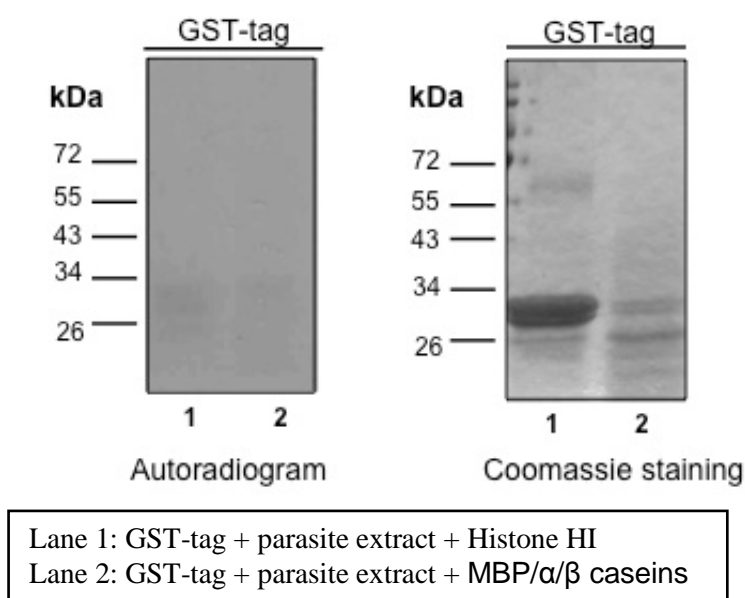 GST-tag
kDa
72
55
43
34
26
1 2
Autoradiogram
GST-tag
kDa
72
55
43
34
26
1 2
Coomassie staining
Lane 1: GST-tag + parasite extract + Histone HI
Lane 2: GST-tag + parasite extract + MBP/α/β caseins